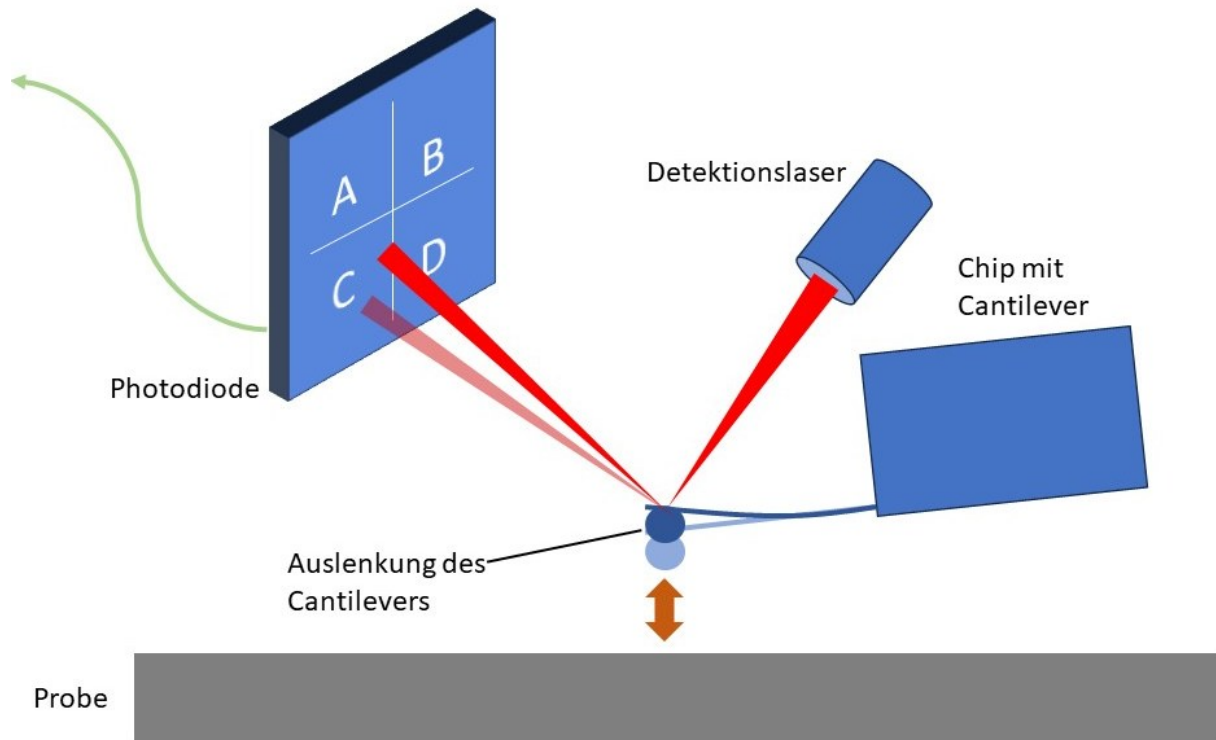 A
B
C
D
Detektionslaser
Chip mit
Cantilever
Photodiode
Auslenkung des
Cantilevers
Probe